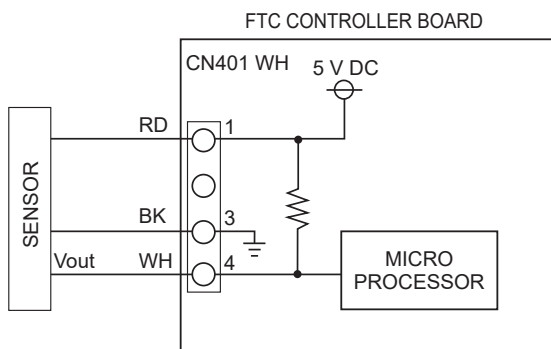 FTC CONTROLLER BOARD
CN401 WH
5 V DC
RD
1
SENSOR
BK
3
Vout
WH
4
MICRO
PROCESSOR